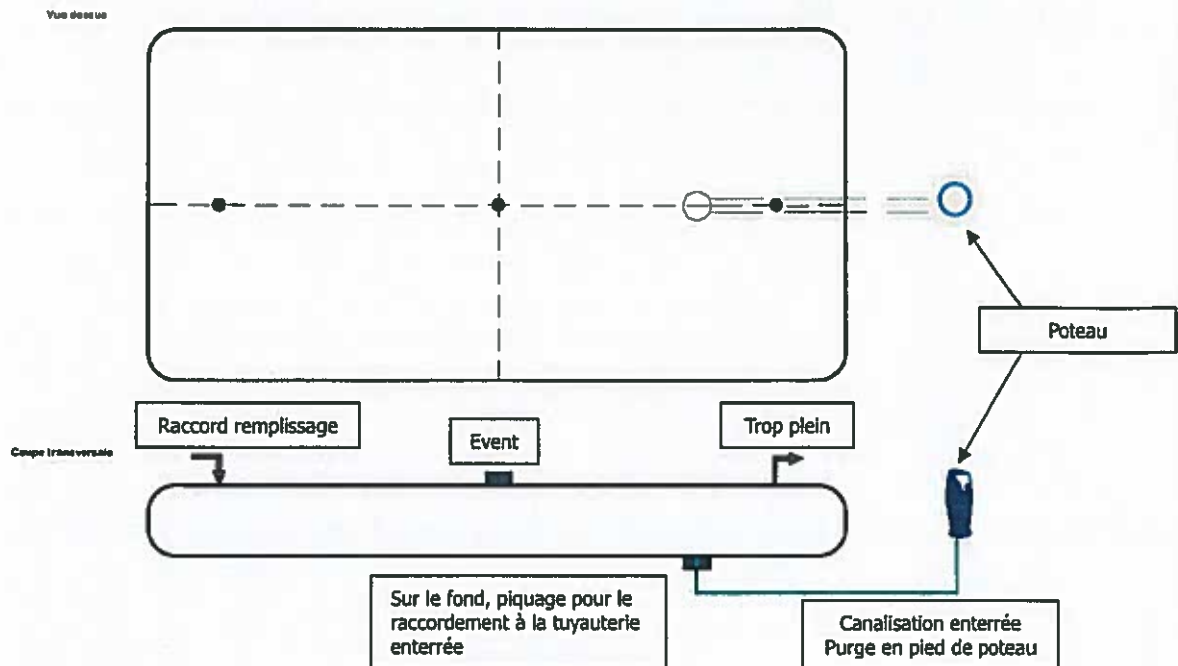 Vue dessus
Poteau
Raccord remplissage
Event
Trop plein
Coupe transversale
Sur le fond, piquage pour le
raccordement à la tuyauterie
enterrée
Canalisation enterrée
Purge en pied de poteau